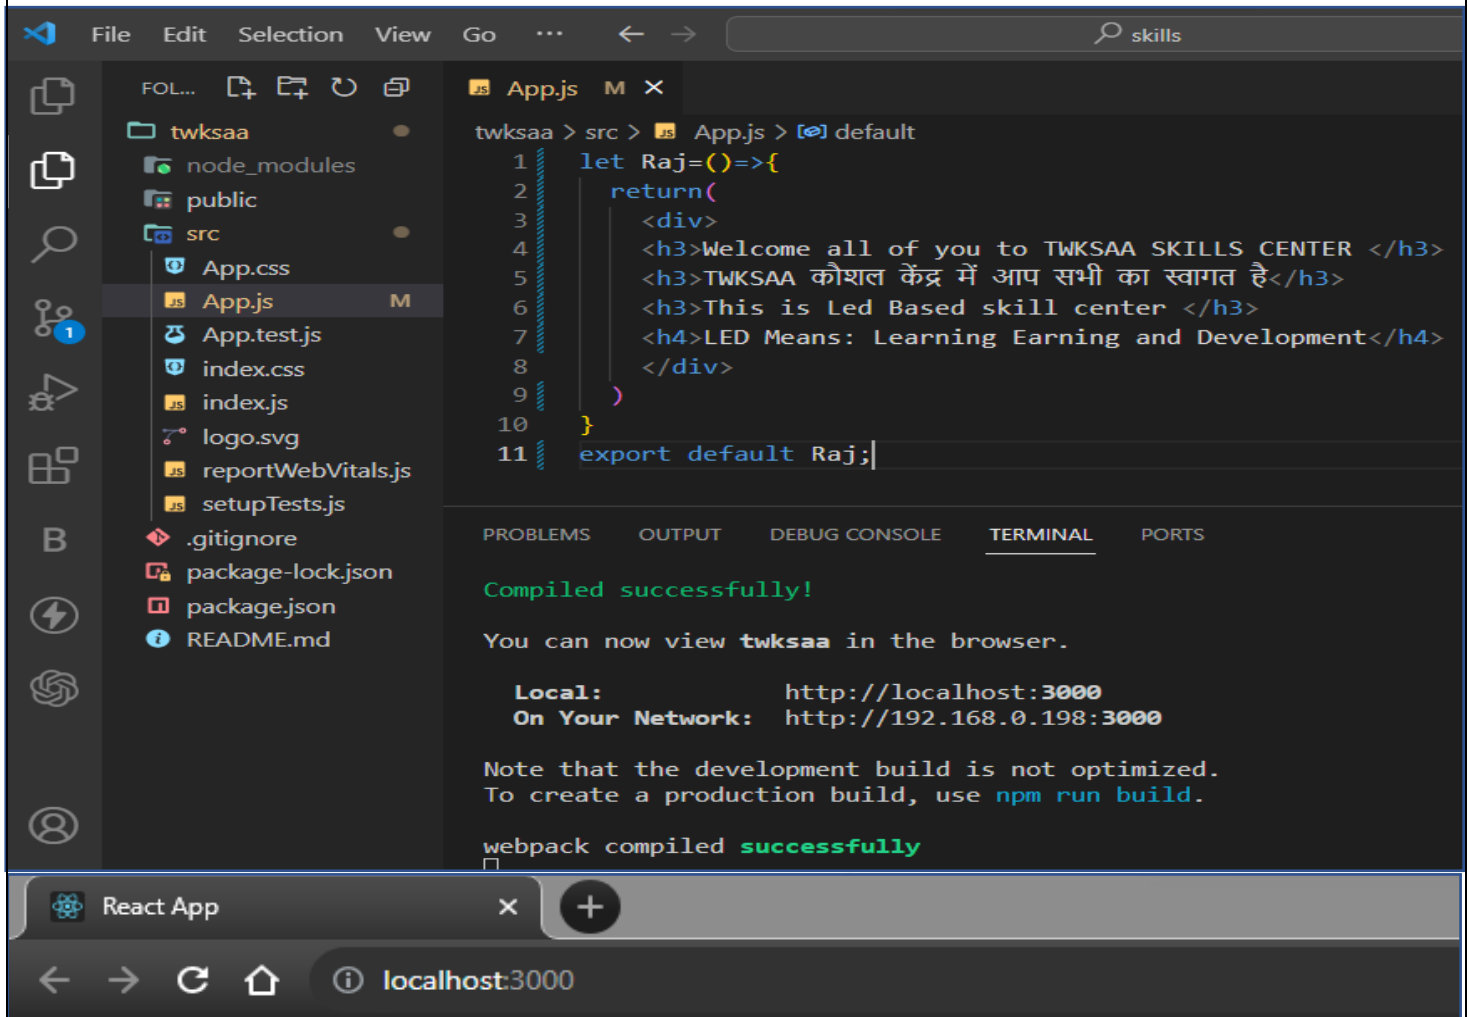 File Edit Selection View Go ··· skills
FOL...
App.js M
twksaa
twksaa > src > JS App.js > default
node_modules
public
src
App.css
App.js M
App.test.js
index.css
index.js
logo.svg
reportWebVitals.js
setupTests.js
.gitignore
package-lock.json
package.json
README.md
1 let Raj=()=>{
2 return(
3 <div>
4 <h3>Welcome all of you to TWKSAA SKILLS CENTER </h3>
5 <h3>TWKSAA कौशल केंद्र में आप सभी का स्वागत है</h3>
6 <h3>This is Led Based skill center </h3>
7 <h4>LED Means: Learning Earning and Development</h4>
8 </div>
9 )
10 }
11 export default Raj;
1
B
PROBLEMS OUTPUT DEBUG CONSOLE TERMINAL PORTS
Compiled successfully!
You can now view twksaa in the browser.
Local: http://localhost:3000
On Your Network: http://192.168.0.198:3000
Note that the development build is not optimized.
To create a production build, use npm run build.
webpack compiled successfully
React App
localhost:3000